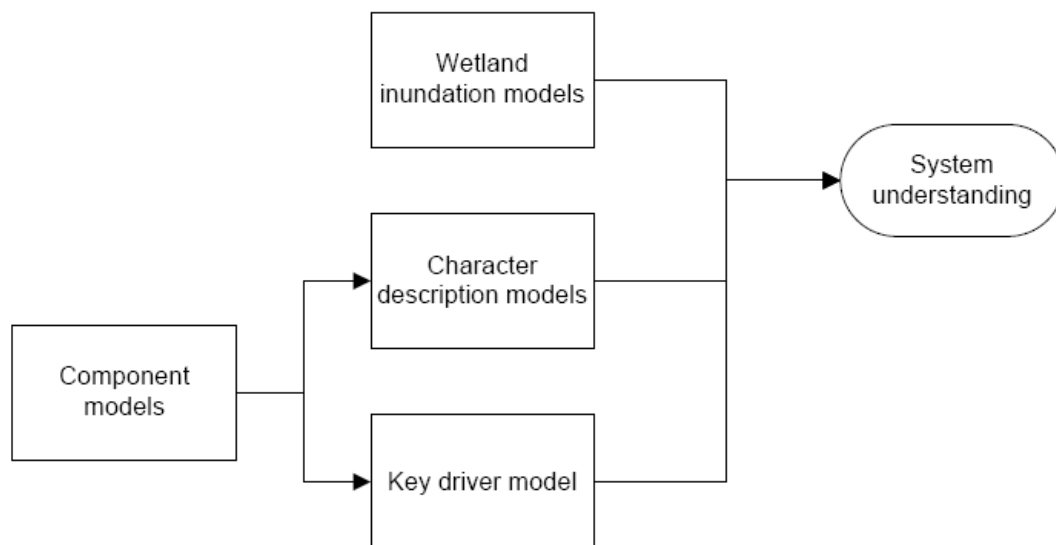 Wetland
inundation models
System
understanding
Character
description models
Component
models
Key driver model